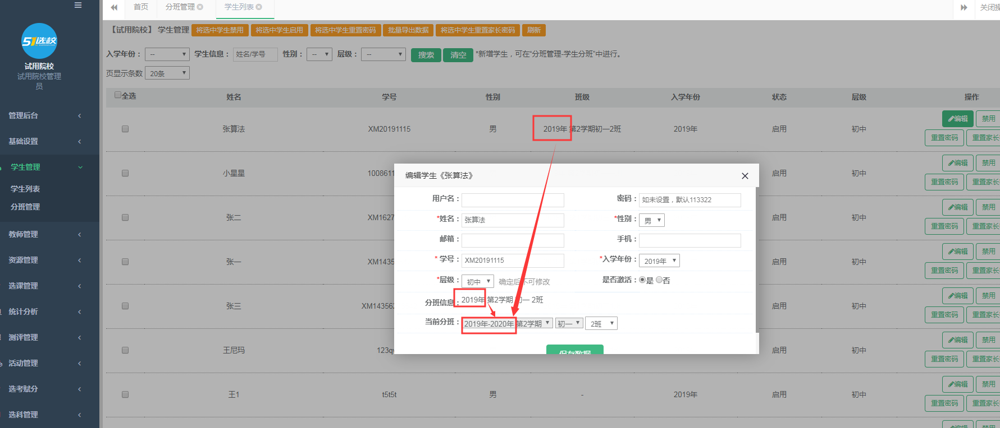 首页
分班管理
学生列表
关闭操
51选校
试用院校
试用院校管理
员
管理后台
基础设置
学生管理
学生列表
分班管理
教师管理
资源管理
选课管理
统计分析
测评管理
活动管理
选考赋分
选科管理
【试用院校】 学生管理 将选中学生禁用 将选中学生启用 将选中学生重置密码 批量导出数据 将选中学生重置家长密码 刷新
入学年份： -- 学生信息： 姓名/学号 性别： -- 层级： -- 搜索 清空 *新增学生，可在“分班管理-学生分班”中进行。
页显示条数 20条
全选 姓名 学号 性别 班级 入学年份 状态 层级 操作
张算法 XM20191115 男 2019年 第2学期初一2班 2019年 启用 初中 编辑 禁用
重置密码 重置家长
小星星 1008611 启用 初中 编辑 禁用
重置密码 重置家长
张二 XM1627 启用 初中 编辑 禁用
重置密码 重置家长
张一 XM1435 启用 初中 编辑 禁用
重置密码 重置家长
张三 XM143562 启用 初中 编辑 禁用
重置密码 重置家长
王尼玛 123qv 启用 初中 编辑 禁用
重置密码 重置家长
王1 t5t5t 男 - 2019年 启用 初中 编辑 禁用
重置密码 重置家长
编辑 禁用
编辑学生《张算法》
用户名： 密码： 如未设置，默认113322
*姓名： 张算法 *性别： 男
邮箱： 手机：
* 学号： XM20191115 *入学年份： 2019年
*层级： 初中 确定后不可修改 是否激活： 是 否
分班信息： 2019年 第2学期 初一 2班
当前分班： 2019年-2020年 第2学期 初一 2班
保存数据